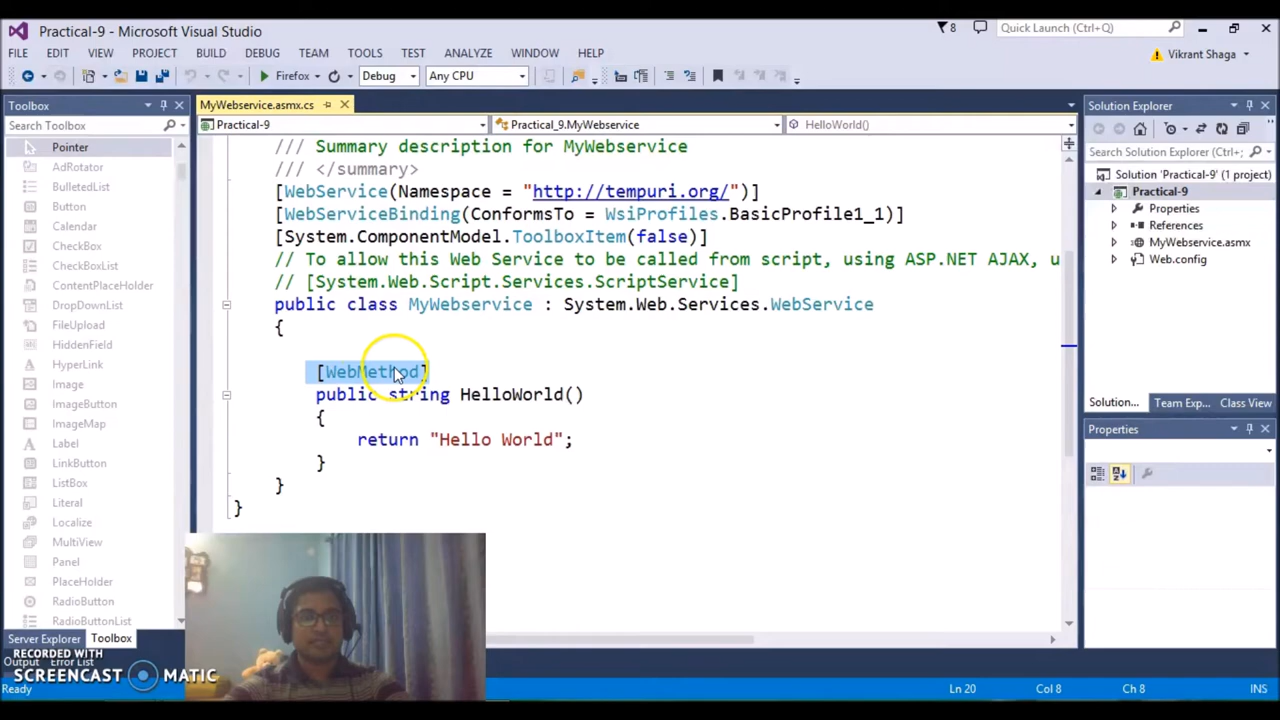 Practical-9 - Microsoft Visual Studio
8
Quick Launch (Ctrl+Q)
FILE EDIT VIEW PROJECT BUILD DEBUG TEAM TOOLS TEST ANALYZE WINDOW HELP
Vikrant Shaga
Firefox Debug Any CPU
Toolbox
Search Toolbox
Pointer
AdRotator
BulletedList
Button
Calendar
CheckBox
CheckBoxList
ContentPlaceHolder
DropDownList
FileUpload
HiddenField
HyperLink
Image
ImageButton
ImageMap
Label
LinkButton
ListBox
Literal
Localize
MultiView
Panel
PlaceHolder
RadioButton
RadioButtonList
Server Explorer Toolbox
Output Error List
MyWebservice.asmx.cs
Practical-9 Practical_9.MyWebservice HelloWorld()
/// Summary description for MyWebservice
/// </summary>
[WebService(Namespace = "http://tempuri.org/")]
[WebServiceBinding(ConformsTo = WsiProfiles.BasicProfile1_1)]
[System.ComponentModel.ToolboxItem(false)]
// To allow this Web Service to be called from script, using ASP.NET AJAX, u
// [System.Web.Script.Services.ScriptService]
public class MyWebservice : System.Web.Services.WebService
{
[WebMethod]
public string HelloWorld()
{
return "Hello World";
}
}
}
Solution Explorer
Search Solution Explorer (Ctrl+;)
Solution 'Practical-9' (1 project)
Practical-9
Properties
References
MyWebservice.asmx
Web.config
Solution... Team Exp... Class View
Properties
RECORDED WITH
SCREENCAST MATIC
Ready Ln 20 Col 8 Ch 8 INS